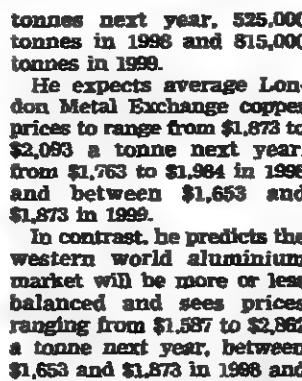 tonnes next year, 525,000
tonnes in 1998 and 815,000
tonnes in 1999.
He expects average Lon-
don Metal Exchange copper
prices to range from $1,873 to
$2,093 a tonne next year,
from $1,763 to $1,984 in 1998
and between $1,653 and
$1,873 in 1999.
In contrast, he predicts the
western world aluminium
market will be more or less
balanced and sees prices
ranging from $1,587 to $2,862
a tonne next year, between
$1,653 and $1,873 in 1998 and